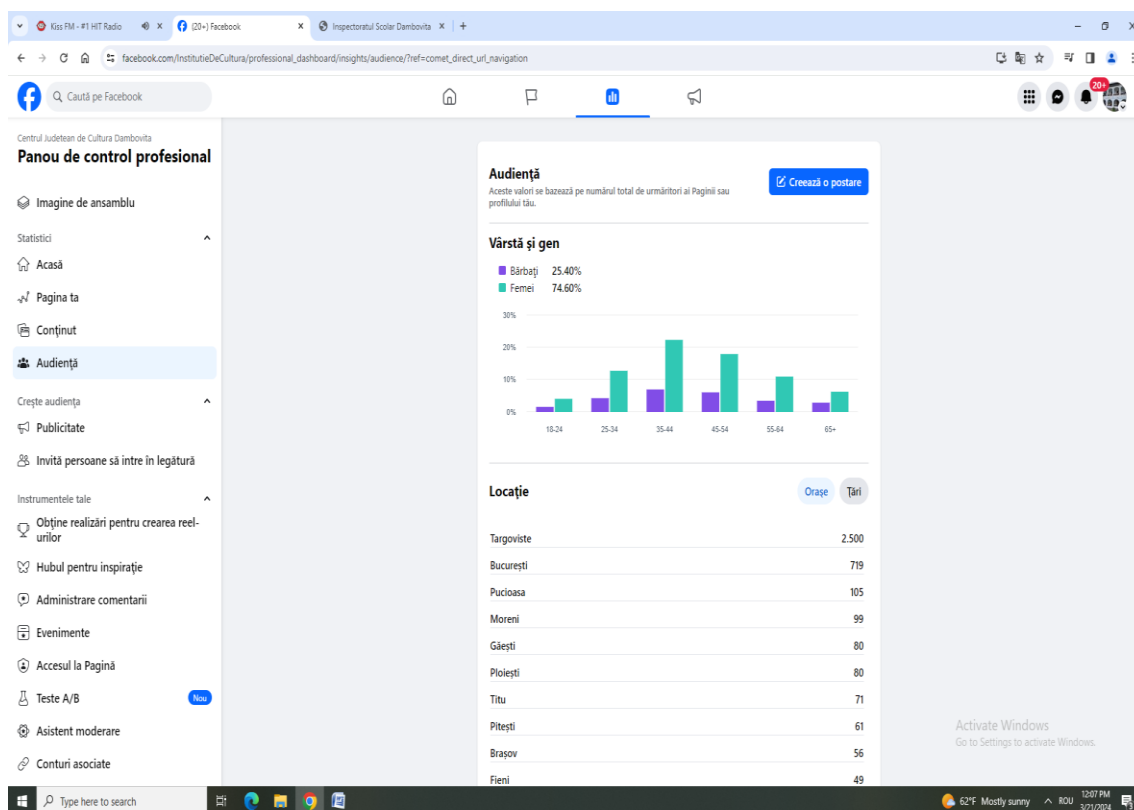 Kiss FM - #1 HIT Radio
(20+) Facebook
Inspectoratul Scolar Dambovita
facebook.com/InstitutieDeCultura/professional_dashboard/insights/audience/?ref=comet_direct_url_navigation
Caută pe Facebook
20+
Centrul Judetean de Cultura Dambovita
Panou de control profesional
Imagine de ansamblu
Statistici
Acasă
Pagina ta
Conținut
Audiență
Crește audiența
Publicitate
Invită persoane să intre în legătură
Instrumentele tale
Obține realizări pentru crearea reel-
urilor
Hubul pentru inspirație
Administrare comentarii
Evenimente
Accesul la Pagină
Teste A/B Nou
Asistent moderare
Conturi asociate
Audiență
Aceste valori se bazează pe numărul total de urmăritori ai Paginii sau
profilului tău.
Creează o postare
Vârstă și gen
Bărbați 25.40%
Femei 74.60%
30%
20%
10%
0%
18-24 25-34 35-44 45-54 55-64 65+
Locație Orașe Țări
Targoviste 2.500
București 719
Pucioasa 105
Moreni 99
Găești 80
Ploiești 80
Titu 71
Pitești 61
Brașov 56
Fieni 49
Activate Windows
Go to Settings to activate Windows.
Type here to search
62°F Mostly sunny
ROU
12:07 PM
3/21/2024